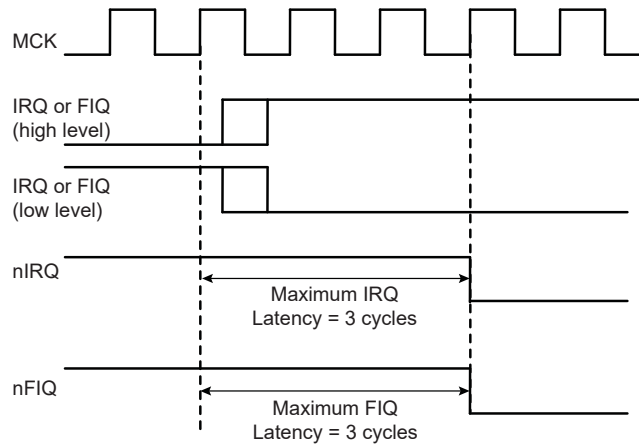 MCK
IRQ or FIQ
(high level)
IRQ or FIQ
(low level)
nIRQ
Maximum IRQ
Latency = 3 cycles
nFIQ
Maximum FIQ
Latency = 3 cycles